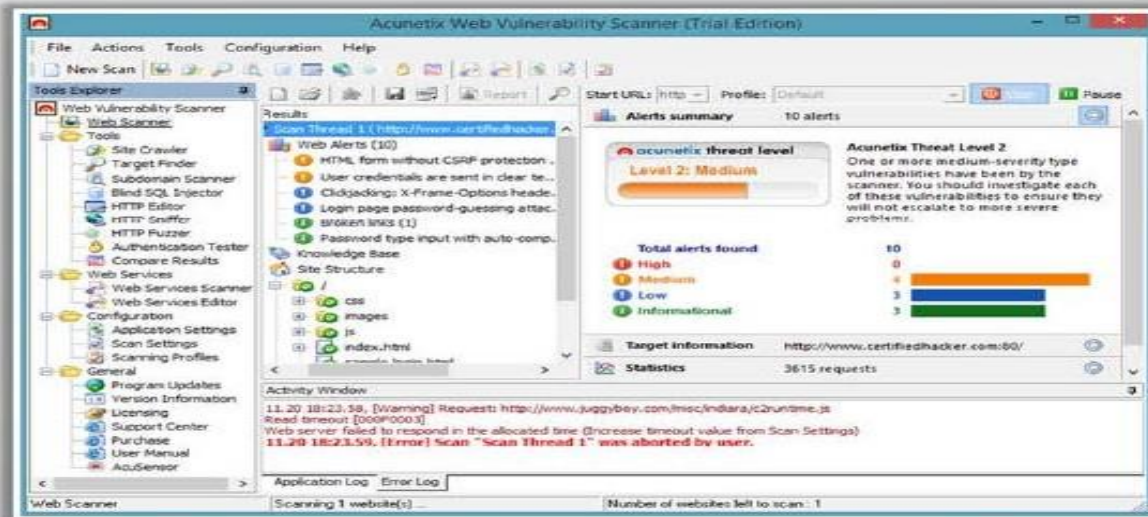 Acunetix Web Vulnerability Scanner (Trial Edition)
File Actions Tools Configuration Help
New Scan
Tools Explorer
Web Vulnerability Scanner
Web Scanner
Tools
Site Crawler
Target Finder
Subdomain Scanner
Blind SQL Injector
HTTP Editor
HTTP Sniffer
HTTP Fuzzer
Authentication Tester
Compare Results
Web Services
Web Services Scanner
Web Services Editor
Configuration
Application Settings
Scan Settings
Scanning Profiles
General
Program Updates
Version Information
Licensing
Support Center
Purchase
User Manual
AcuSensor
Report
Start URL: http
Profile: Default
Pause
Results
Scan Thread 1 ( http://www.certifiedhacker.
Web Alerts (10)
HTML form without CSRF protection .
User credentials are sent in clear te..
Clickjacking: X-Frame-Options heade..
Login page password-guessing attac.
Broken links (1)
Password type input with auto-comp..
Knowledge Base
Site Structure
/
css
images
js
index.html
sample-login.html
Alerts summary 10 alerts
acunetix threat level
Level 2: Medium
Acunetix Threat Level 2
One or more medium-severity type
vulnerabilities have been by the
scanner. You should investigate each
of these vulnerabilities to ensure they
will not escalate to more severe
problems.
Total alerts found 10
High 0
Medium 4
Low 3
Informational 3
Target information http://www.certifiedhacker.com:80/
Statistics 3615 requests
Activity Window
11.20 18:23.58, [Warning] Request: http://www.juggyboy.com/misc/indiara/c2runtime.js
Read timeout [000F0003]
Web server failed to respond in the allocated time (Increase timeout value from Scan Settings)
11.20 18:23.59, [Error] Scan "Scan Thread 1" was aborted by user.
Application Log Error Log
Web Scanner
Scanning 1 website(s) ...
Number of websites left to scan : 1